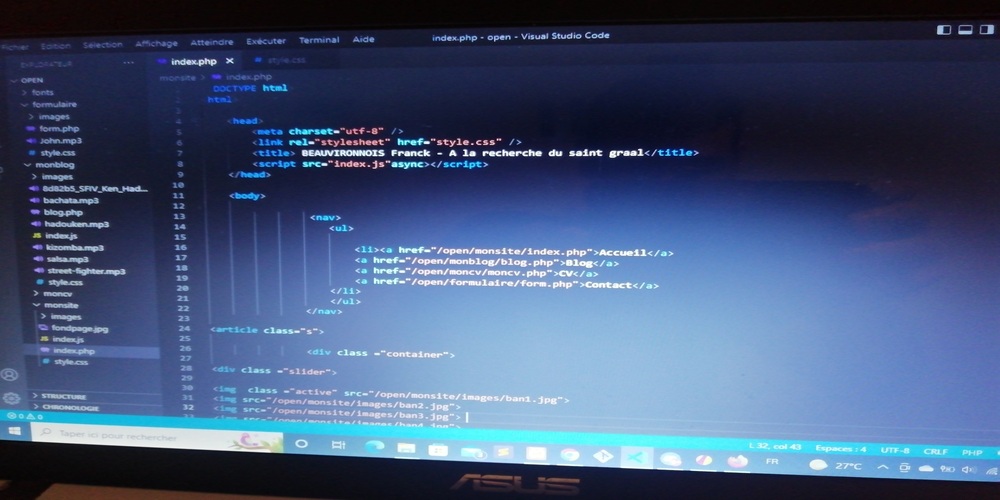 Fichier Edition Sélection Affichage Atteindre Exécuter Terminal Aide
index.php - open - Visual Studio Code
EXPLORATEUR ...
OPEN
fonts
formulaire
images
form.php
John.mp3
style.css
monblog
images
8d82b5_SFIV_Ken_Had...
bachata.mp3
blog.php
hadouken.mp3
index.js
kizomba.mp3
salsa.mp3
street-fighter.mp3
style.css
moncv
monsite
images
fondpage.jpg
index.js
index.php
style.css
STRUCTURE
CHRONOLOGIE
index.php × style.css
monsite > index.php
DOCTYPE html
html
4 <head>
5 <meta charset="utf-8" />
6 <link rel="stylesheet" href="style.css" />
7 <title> BEAUVIRONNOIS Franck - A la recherche du saint graal</title>
8 <script src="index.js"async></script>
9 </head>
10
11 <body>
12
13 <nav>
14 <ul>
15
16 <li><a href="/open/monsite/index.php">Accueil</a>
17 <a href="/open/monblog/blog.php">Blog</a>
18 <a href="/open/moncv/moncv.php">CV</a>
19 <a href="/open/formulaire/form.php">Contact</a>
20 </li>
21 </ul>
22 </nav>
23
24 <article class="s">
25
26 <div class ="container">
27
28 <div class ="slider">
29
30 <img class ="active" src="/open/monsite/images/ban1.jpg">
31 <img src="/open/monsite/images/ban2.jpg">
32 <img src="/open/monsite/images/ban3.jpg">
<img src="/open/monsite/images/ban4.jpg">
0 0
L 32, col 43 Espaces : 4 UTF-8 CRLF PHP
Taper ici pour rechercher
FR 27°C
ASUS